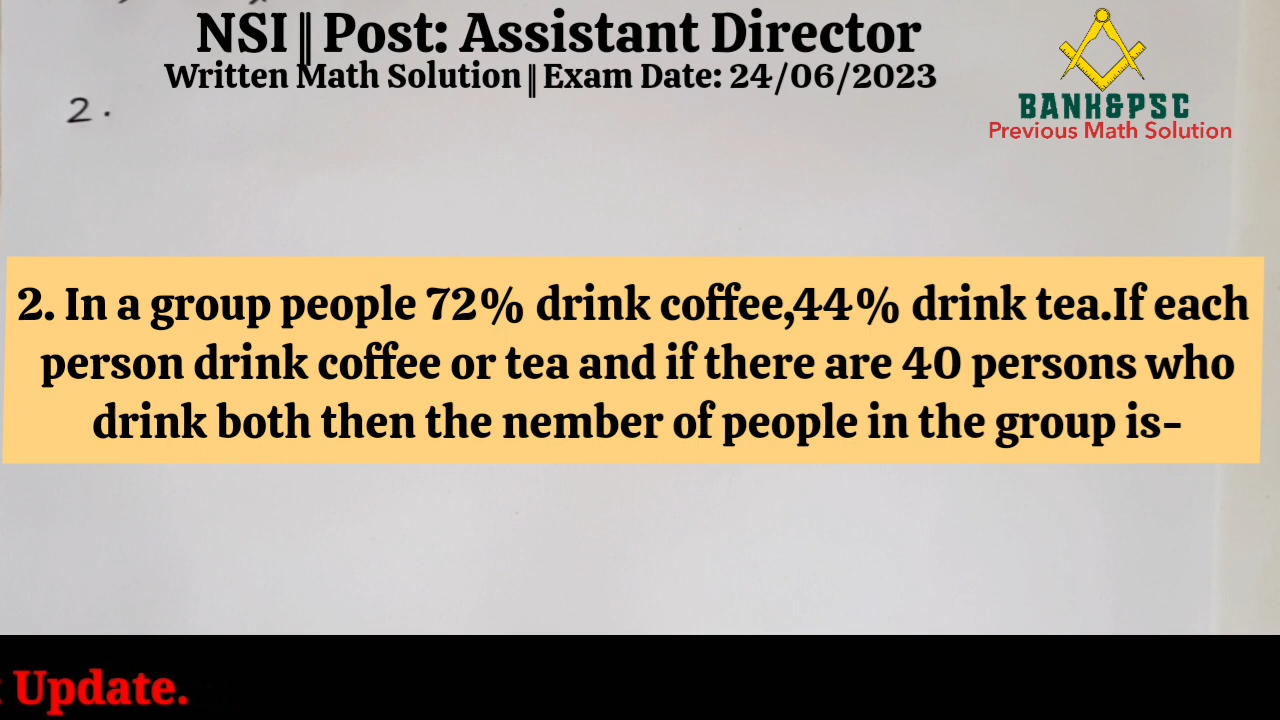 NSI || Post: Assistant Director
Written Math Solution || Exam Date: 24/06/2023
BANK&PSC
Previous Math Solution
2.
2. In a group people 72% drink coffee,44% drink tea.If each
person drink coffee or tea and if there are 40 persons who
drink both then the nember of people in the group is-
Update.